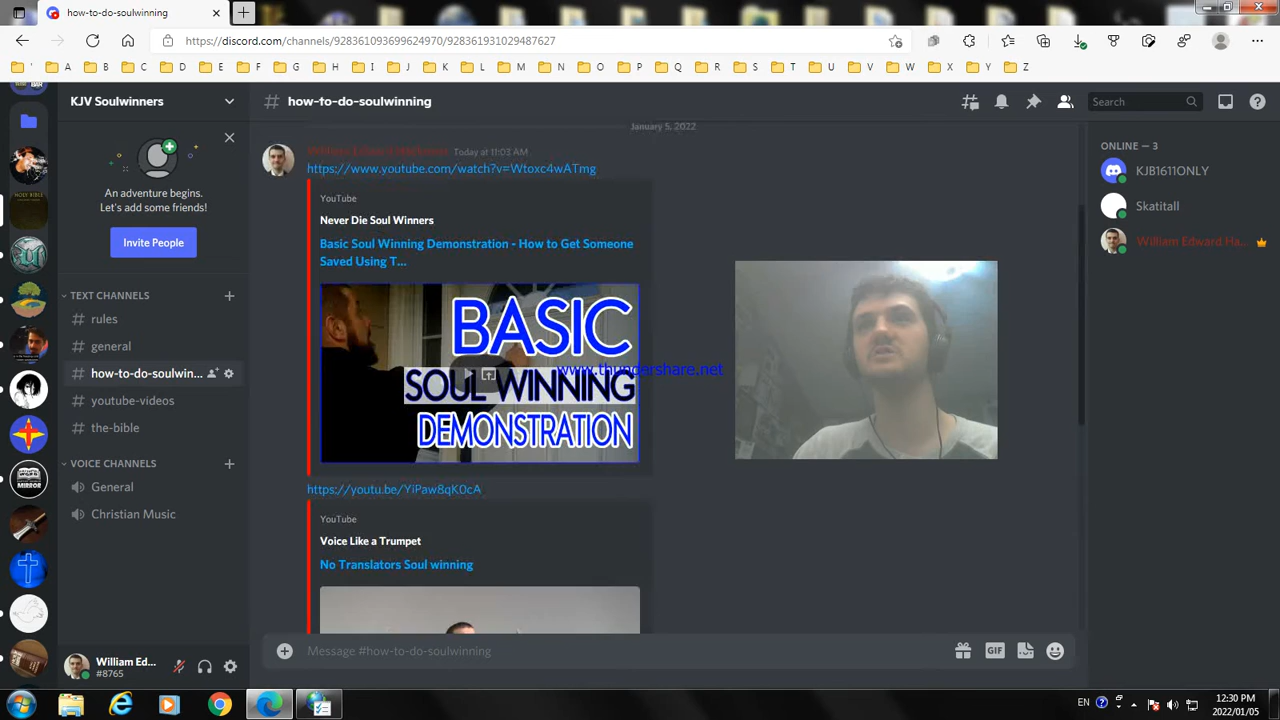 how-to-do-soulwinning
https://discord.com/channels/928361093699624970/928361931029487627
' A B C D E F G H I J K L M N O P Q R S T U V W X Y Z
KJV Soulwinners
# how-to-do-soulwinning
Search
An adventure begins.
Let's add some friends!
Invite People
TEXT CHANNELS
# rules
# general
# how-to-do-soulwin...
# youtube-videos
# the-bible
VOICE CHANNELS
General
Christian Music
William Ed...
#8765
January 5, 2022
Today at 11:03 AM
https://www.youtube.com/watch?v=Wtoxc4wATmg
YouTube
Never Die Soul Winners
Basic Soul Winning Demonstration - How to Get Someone
Saved Using T...
BASIC
SOUL WINNING
DEMONSTRATION
www.thundershare.net
https://youtu.be/YiPaw8qK0cA
YouTube
Voice Like a Trumpet
No Translators Soul winning
Message #how-to-do-soulwinning
GIF
ONLINE — 3
KJB1611ONLY
Skatitall
William Edward Ha...
EN
12:30 PM
2022/01/05